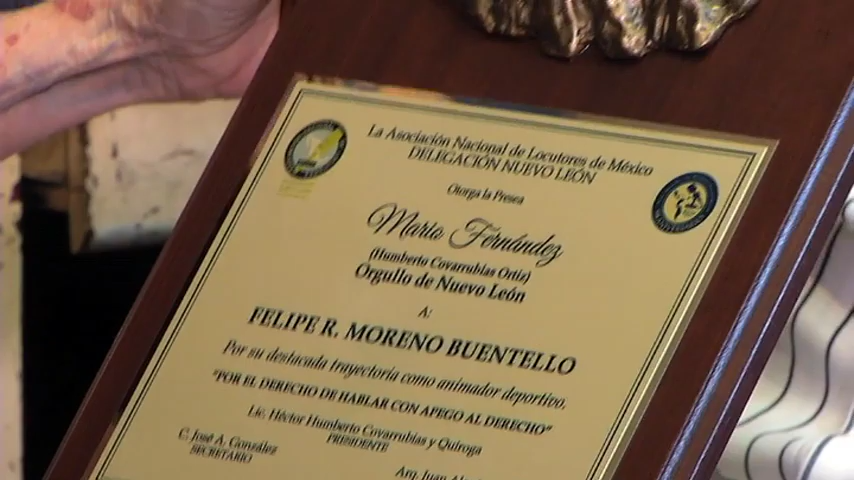 La Asociación Nacional de Locutores de México
DELEGACIÓN NUEVO LEÓN
Otorga la Presea
Mario Fernández
(Humberto Covarrubias Ortiz)
Orgullo de Nuevo León
A:
FELIPE R. MORENO BUENTELLO
Por su destacada trayectoria como animador deportivo.
"POR EL DERECHO DE HABLAR CON APEGO AL DERECHO"
Lic. Héctor Humberto Covarrubias y Quiroga
PRESIDENTE
C. José A. González
SECRETARIO
Arq. Juan